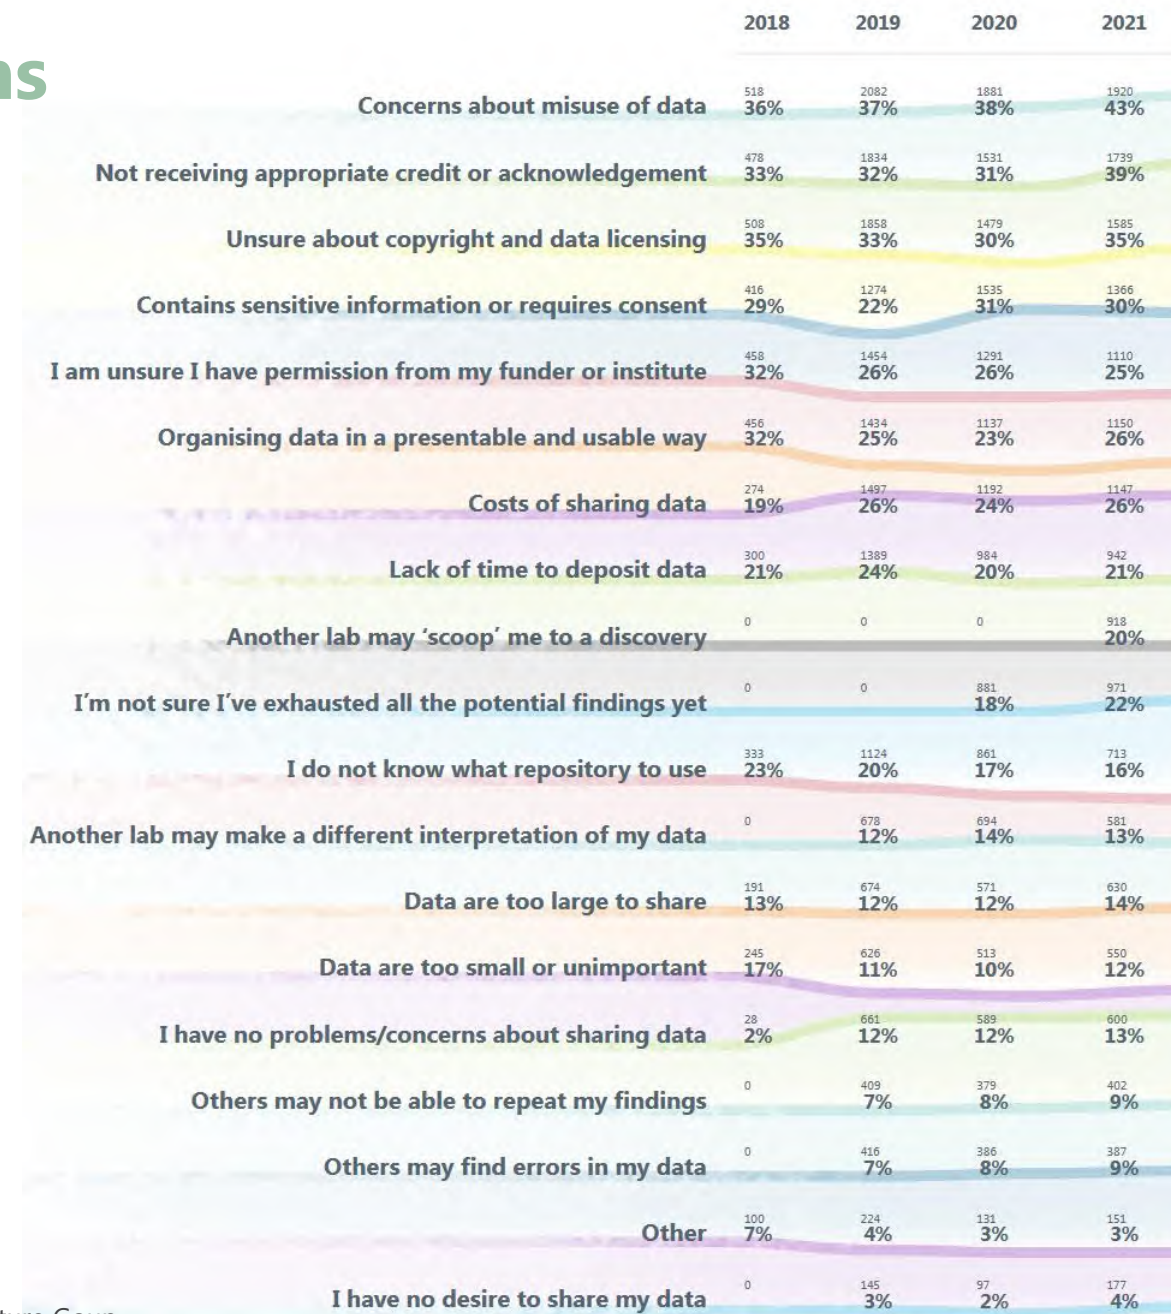 ns
2018 2019 2020 2021
518 2082 1881 1920
Concerns about misuse of data 36% 37% 38% 43%
478 1834 1531 1739
Not receiving appropriate credit or acknowledgement 33% 32% 31% 39%
508 1858 1479 1585
Unsure about copyright and data licensing 35% 33% 30% 35%
416 1274 1535 1366
Contains sensitive information or requires consent 29% 22% 31% 30%
458 1454 1291 1110
I am unsure I have permission from my funder or institute 32% 26% 26% 25%
456 1434 1137 1150
Organising data in a presentable and usable way 32% 25% 23% 26%
274 1497 1192 1147
Costs of sharing data 19% 26% 24% 26%
300 1389 984 942
Lack of time to deposit data 21% 24% 20% 21%
0 0 0 918
Another lab may ‘scoop’ me to a discovery 20%
0 0 881 971
I’m not sure I’ve exhausted all the potential findings yet 18% 22%
333 1124 861 713
I do not know what repository to use 23% 20% 17% 16%
0 678 694 581
Another lab may make a different interpretation of my data 12% 14% 13%
191 674 571 630
Data are too large to share 13% 12% 12% 14%
245 626 513 550
Data are too small or unimportant 17% 11% 10% 12%
28 661 589 600
I have no problems/concerns about sharing data 2% 12% 12% 13%
0 409 379 402
Others may not be able to repeat my findings 7% 8% 9%
0 416 386 387
Others may find errors in my data 7% 8% 9%
100 224 131 151
Other 7% 4% 3% 3%
0 145 97 177
I have no desire to share my data 3% 2% 4%